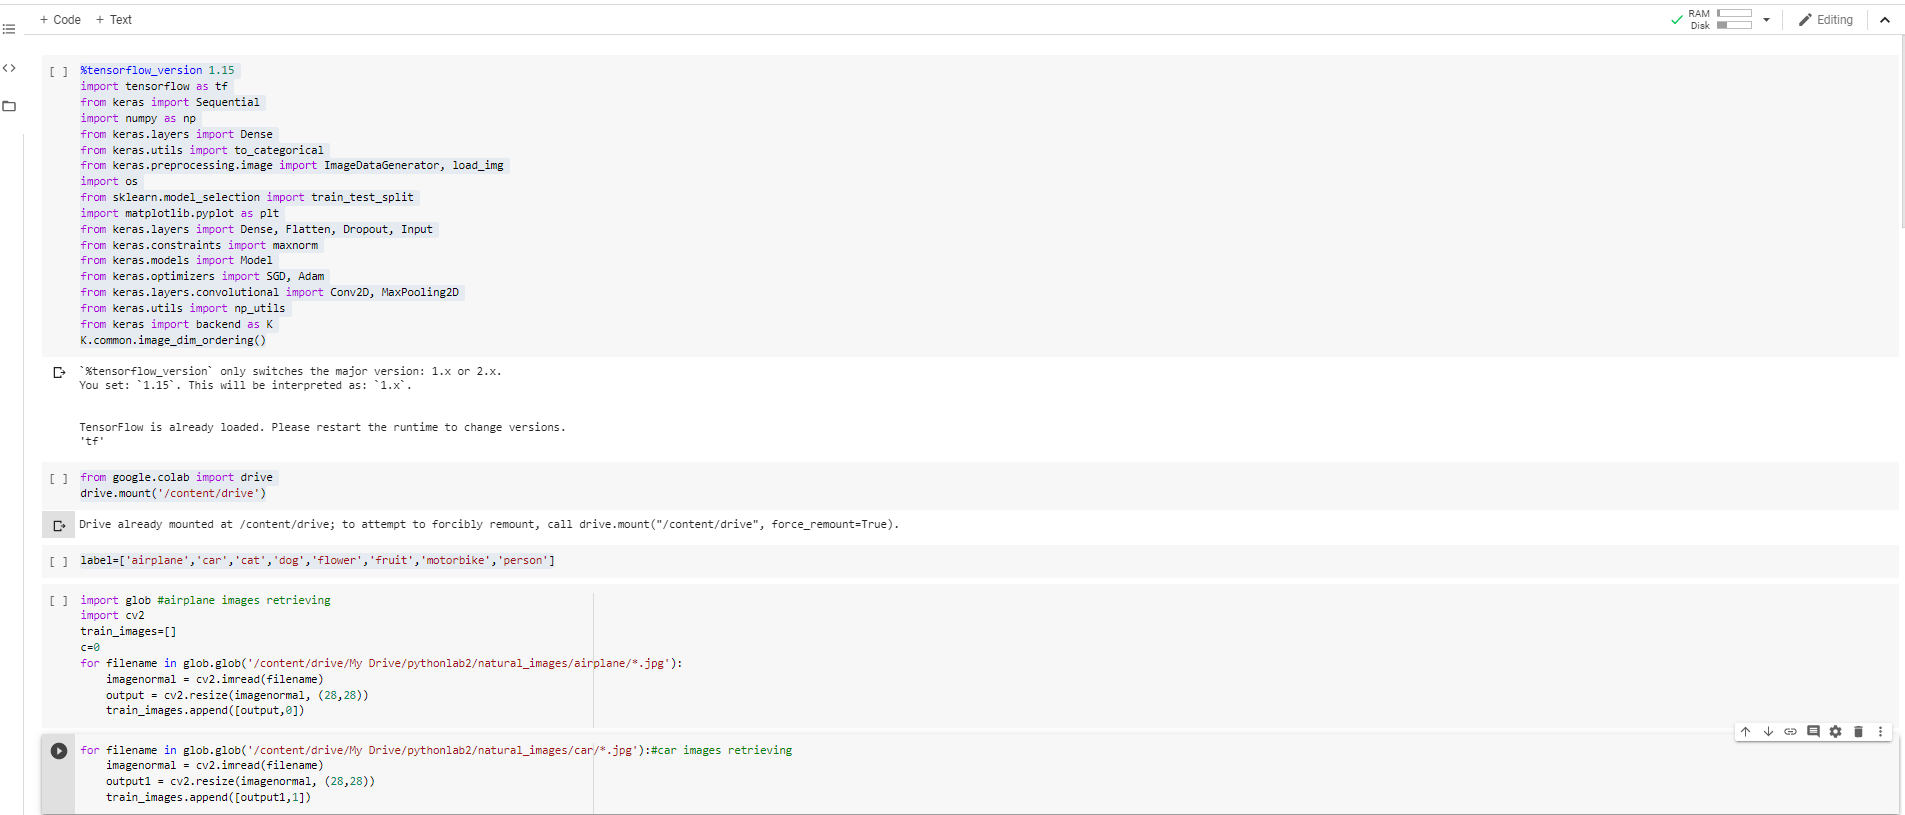 + Code + Text
RAM
Disk
Editing
[ ] %tensorflow_version 1.15
import tensorflow as tf
from keras import Sequential
import numpy as np
from keras.layers import Dense
from keras.utils import to_categorical
from keras.preprocessing.image import ImageDataGenerator, load_img
import os
from sklearn.model_selection import train_test_split
import matplotlib.pyplot as plt
from keras.layers import Dense, Flatten, Dropout, Input
from keras.constraints import maxnorm
from keras.models import Model
from keras.optimizers import SGD, Adam
from keras.layers.convolutional import Conv2D, MaxPooling2D
from keras.utils import np_utils
from keras import backend as K
K.common.image_dim_ordering()
`%tensorflow_version` only switches the major version: 1.x or 2.x.
You set: `1.15`. This will be interpreted as: `1.x`.
TensorFlow is already loaded. Please restart the runtime to change versions.
'tf'
[ ] from google.colab import drive
drive.mount('/content/drive')
Drive already mounted at /content/drive; to attempt to forcibly remount, call drive.mount("/content/drive", force_remount=True).
[ ] label=['airplane','car','cat','dog','flower','fruit','motorbike','person']
[ ] import glob #airplane images retrieving
import cv2
train_images=[]
c=0
for filename in glob.glob('/content/drive/My Drive/pythonlab2/natural_images/airplane/*.jpg'):
imagenormal = cv2.imread(filename)
output = cv2.resize(imagenormal, (28,28))
train_images.append([output,0])
for filename in glob.glob('/content/drive/My Drive/pythonlab2/natural_images/car/*.jpg'):#car images retrieving
imagenormal = cv2.imread(filename)
output1 = cv2.resize(imagenormal, (28,28))
train_images.append([output1,1])